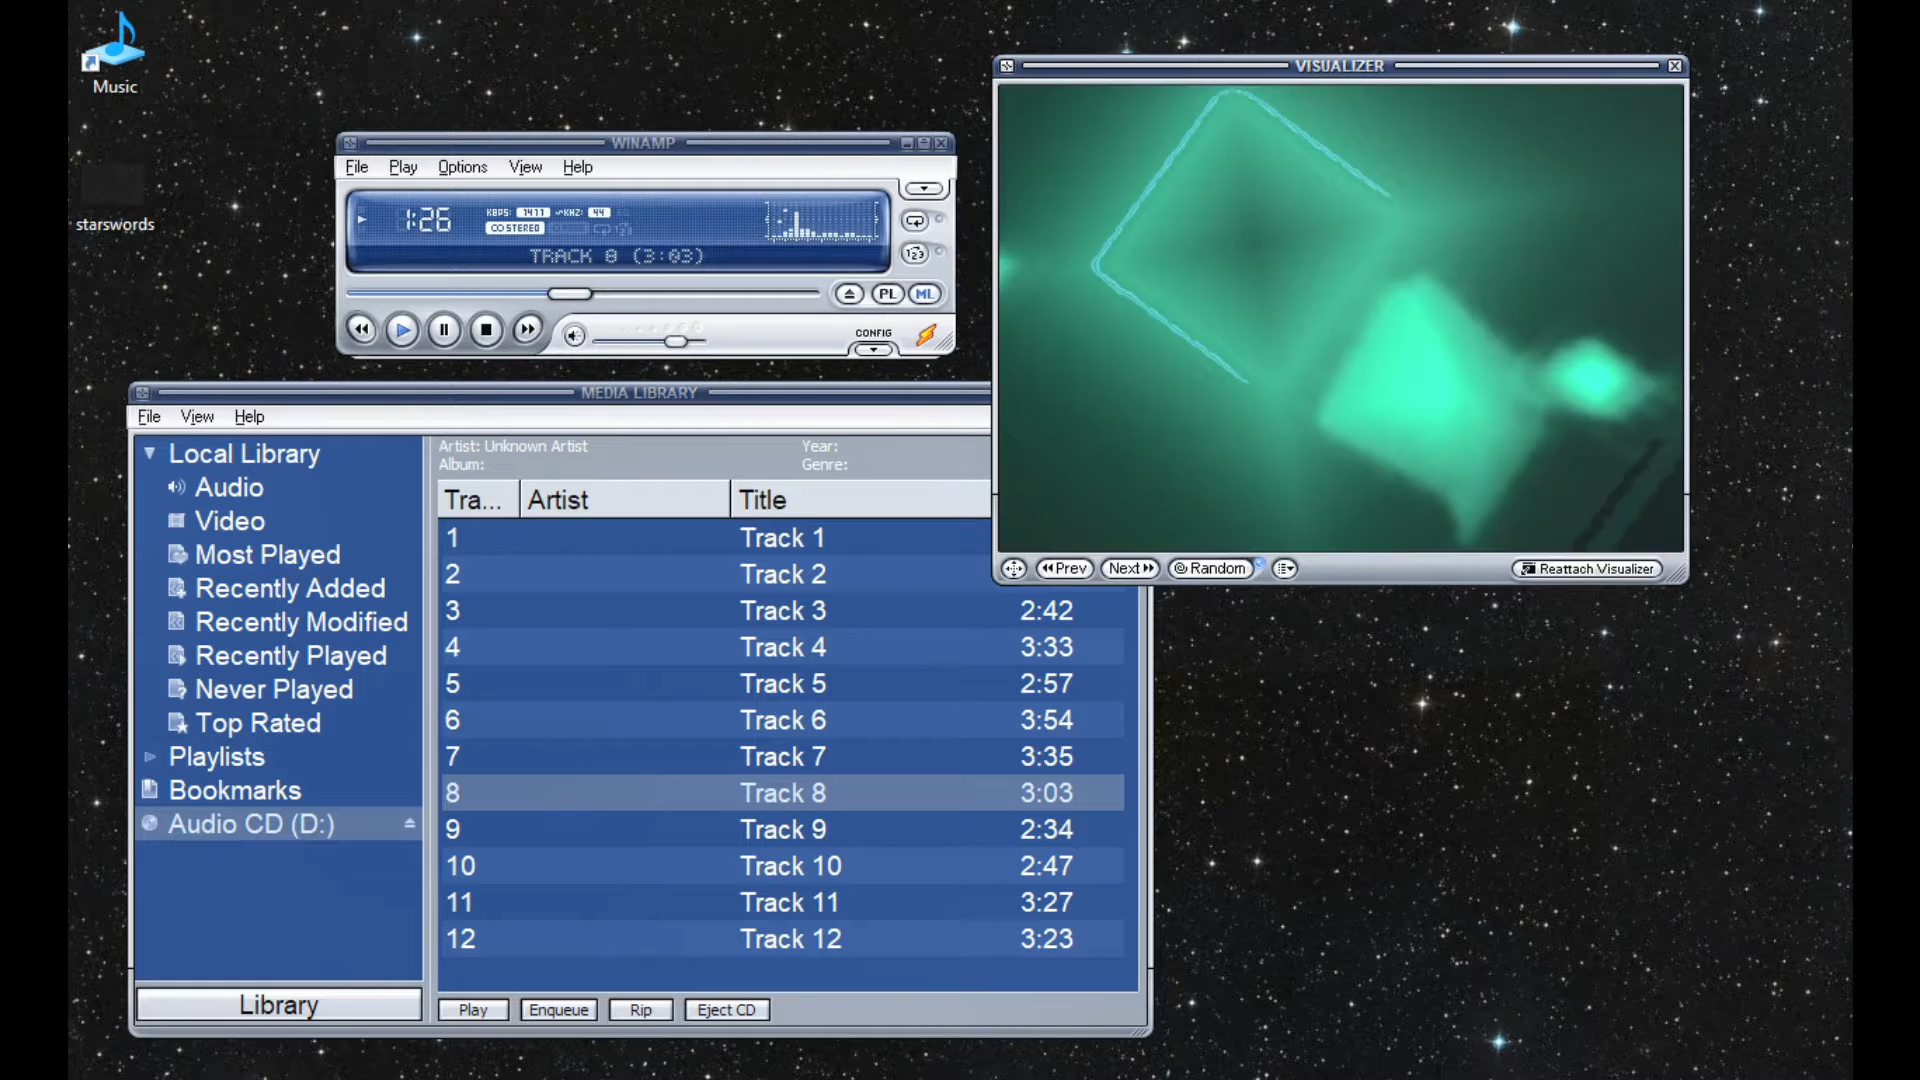 Music
starswords
WINAMP
File Play Options View Help
1:26
KBPS: 1411 KHZ: 44
STEREO
TRACK 8 (3:03)
123
PL ML
CONFIG
VISUALIZER
Prev Next Random Reattach Visualizer
MEDIA LIBRARY
File View Help
Local Library
Audio
Video
Most Played
Recently Added
Recently Modified
Recently Played
Never Played
Top Rated
Playlists
Bookmarks
Audio CD (D:)
Library
Artist: Unknown Artist Year:
Album: Genre:
Tra... Artist Title
1 Track 1
2 Track 2
3 Track 3 2:42
4 Track 4 3:33
5 Track 5 2:57
6 Track 6 3:54
7 Track 7 3:35
8 Track 8 3:03
9 Track 9 2:34
10 Track 10 2:47
11 Track 11 3:27
12 Track 12 3:23
Play Enqueue Rip Eject CD